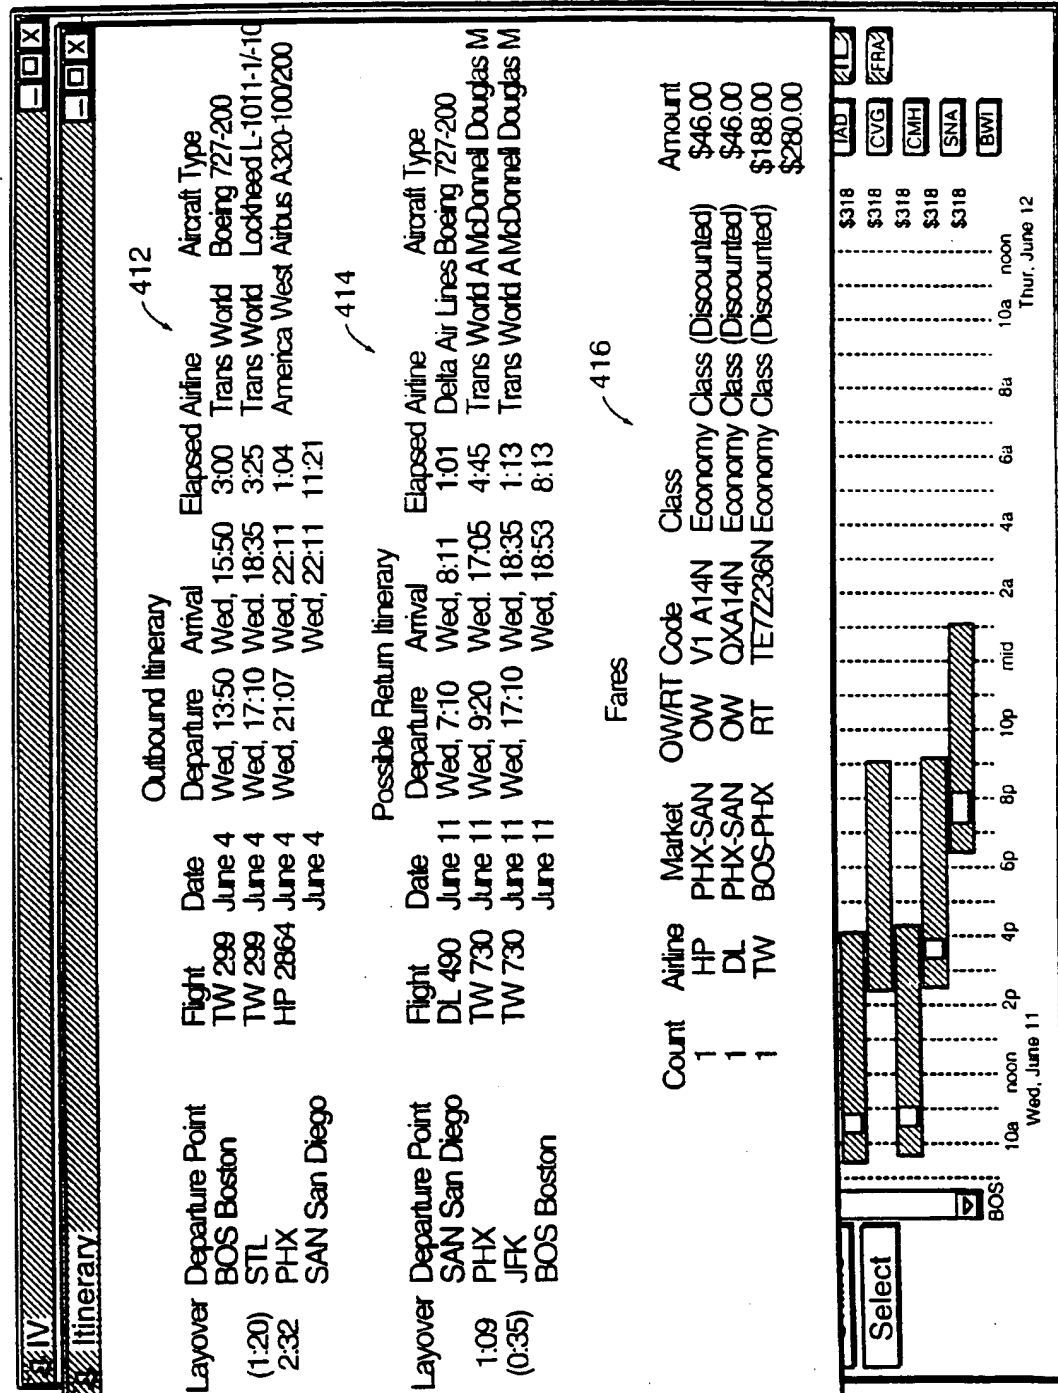 IV
Itinerary
Outbound Itinerary
412
Layover Departure Point Flight Date Departure Arrival Elapsed Airline Aircraft Type
BOS Boston TW 299 June 4 Wed, 13:50 Wed, 15:50 3:00 Trans World Boeing 727-200
(1:20) STL TW 299 June 4 Wed, 17:10 Wed. 18:35 3:25 Trans World Lockheed L-1011-1/-10
2:32 PHX HP 2864 June 4 Wed, 21:07 Wed, 22:11 1:04 America West Airbus A320-100/200
SAN San Diego June 4 Wed, 22:11 11:21
414
Possible Return Itinerary
Layover Departure Point Flight Date Departure Arrival Elapsed Airline Aircraft Type
SAN San Diego DL 490 June 11 Wed, 7:10 Wed, 8:11 1:01 Delta Air Lines Boeing 727-200
1:09 PHX TW 730 June 11 Wed, 9:20 Wed. 17:05 4:45 Trans World A McDonnell Douglas M
(0:35) JFK TW 730 June 11 Wed, 17:10 Wed, 18:35 1:13 Trans World A McDonnell Douglas M
BOS Boston June 11 Wed, 18:53 8:13
416
Fares
Count Airline Market OW/RT Code Class Amount
1 HP PHX-SAN OW V1 A14N Economy Class (Discounted) $46.00
1 DL PHX-SAN OW QXA14N Economy Class (Discounted) $46.00
1 TW BOS-PHX RT TE7Z236N Economy Class (Discounted) $188.00
$280.00
$318 IAD
$318 CVG FRA
$318 CMH
$318 SNA
$318 BWI
Select
BOS
10a noon 2p 4p 6p 8p 10p mid 2a 4a 6a 8a 10a noon
Wed, June 11 Thur, June 12